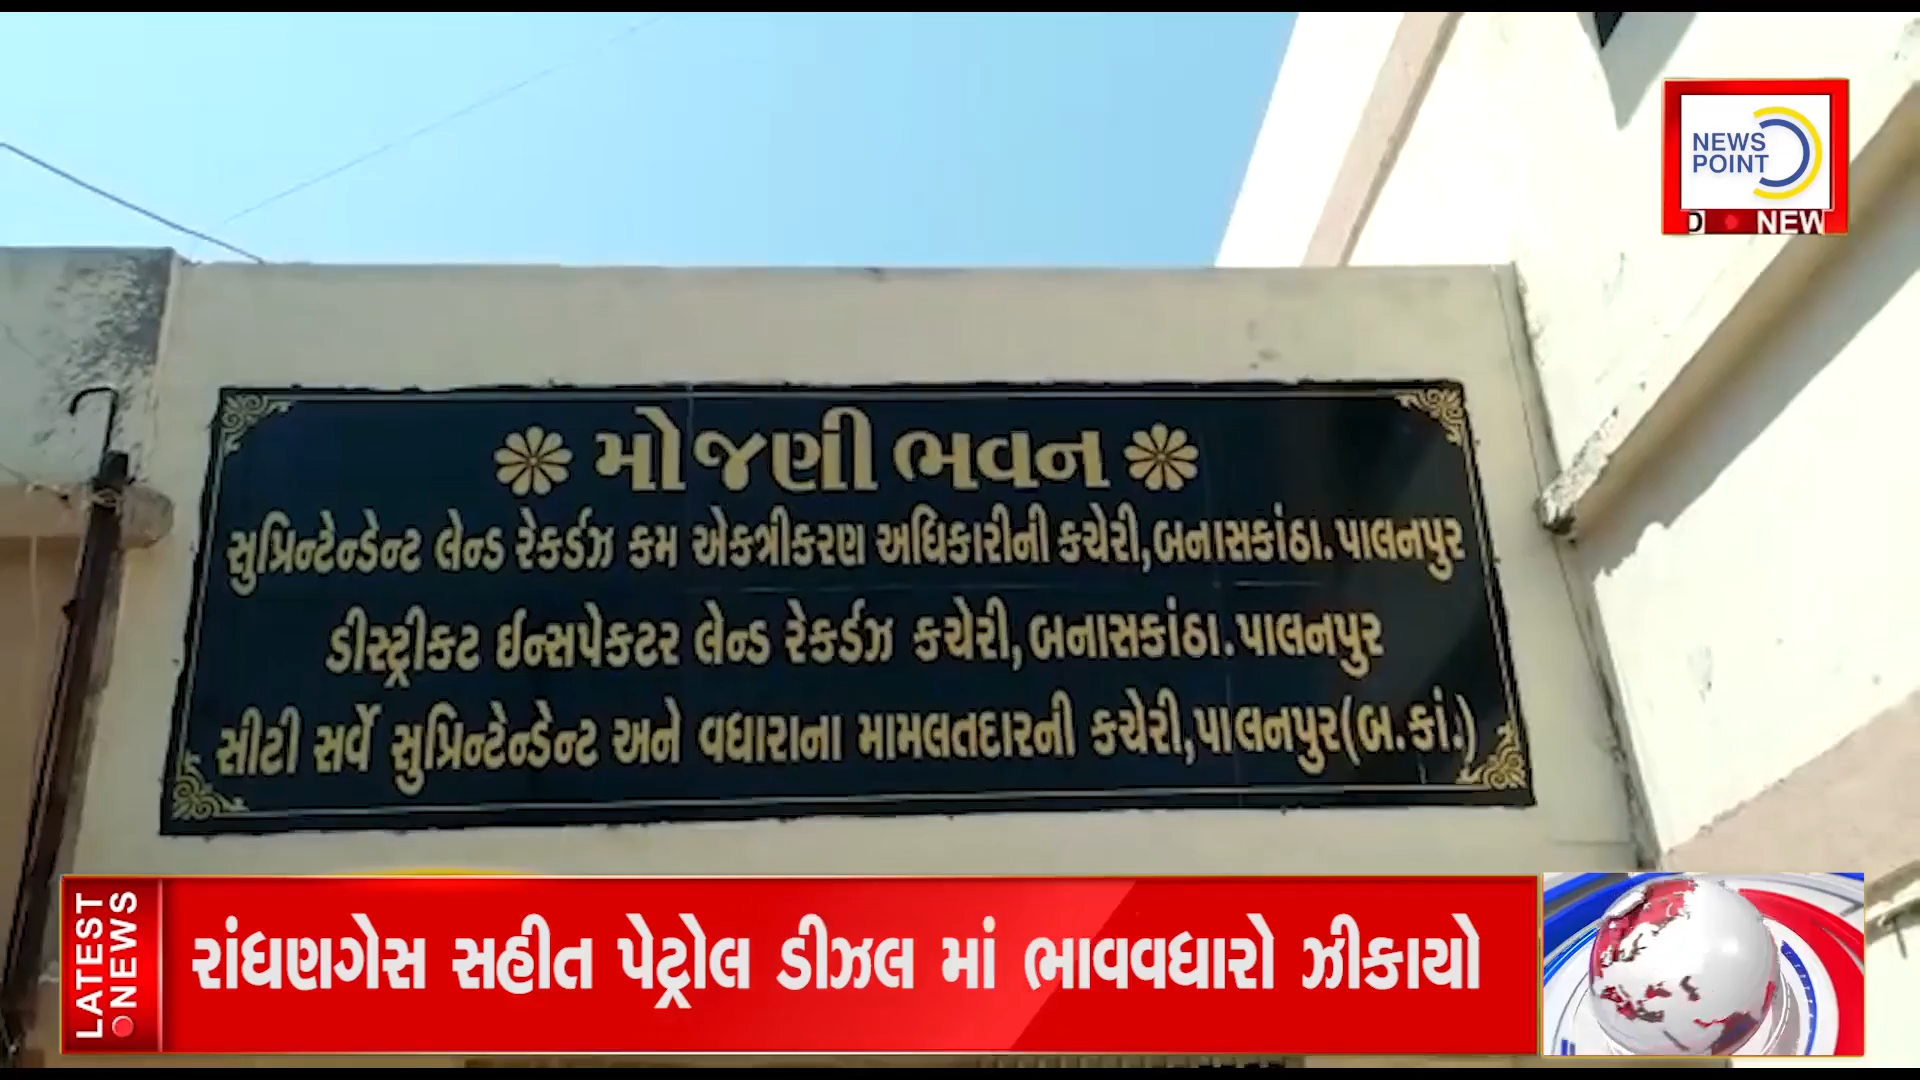 NEWS
POINT
D NEW
મોજણી ભવન
સુપ્રિન્ટેન્ડેન્ટ લેન્ડ રેકર્ડઝ કમ એકત્રીકરણ અધિકારીની કચેરી,બનાસકાંઠા.પાલનપુર
ડીસ્ટ્રીકટ ઈન્સપેકટર લેન્ડ રેકર્ડઝ કચેરી,બનાસકાંઠા.પાલનપુર
સીટી સર્વે સુપ્રિન્ટેન્ડેન્ટ અને વધારાના મામલતદારની કચેરી,પાલનપુર(બ.કાં.)
LATEST
NEWS
રાંધણગેસ સહીત પેટ્રોલ ડીઝલ માં ભાવવધારો ઝીકાયો